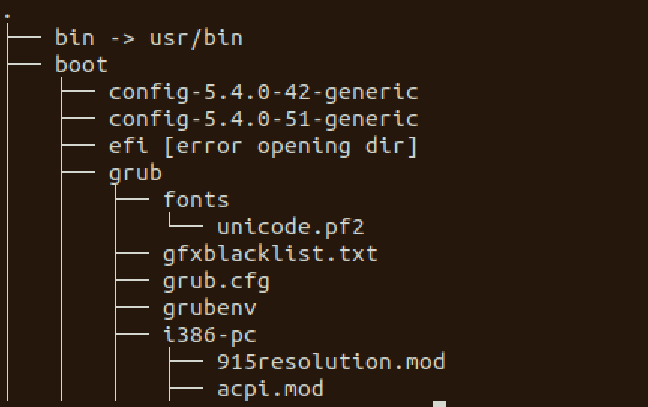 .
├── bin -> usr/bin
├── boot
│   ├── config-5.4.0-42-generic
│   ├── config-5.4.0-51-generic
│   ├── efi [error opening dir]
│   ├── grub
│   │   ├── fonts
│   │   │   └── unicode.pf2
│   │   ├── gfxblacklist.txt
│   │   ├── grub.cfg
│   │   ├── grubenv
│   │   ├── i386-pc
│   │   │   ├── 915resolution.mod
│   │   │   ├── acpi.mod